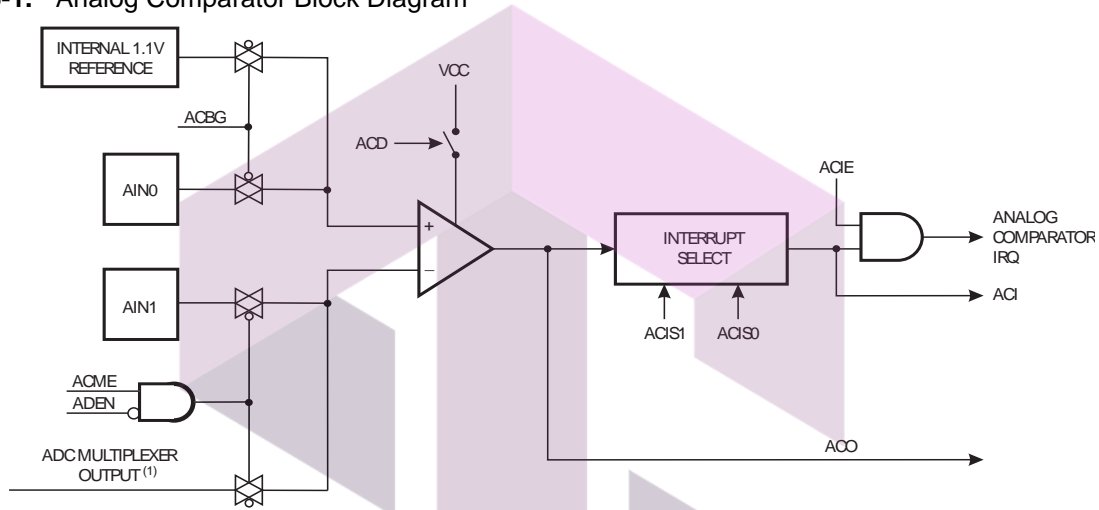 -1. Analog Comparator Block Diagram
INTERNAL 1.1V
REFERENCE
VCC
ACBG
ACD
AIN0
ACIE
+
INTERRUPT
SELECT
ANALOG
COMPARATOR
IRQ
−
AIN1
ACI
ACIS1
ACIS0
ACME
ADEN
ACO
ADC MULTIPLEXER
OUTPUT (1)